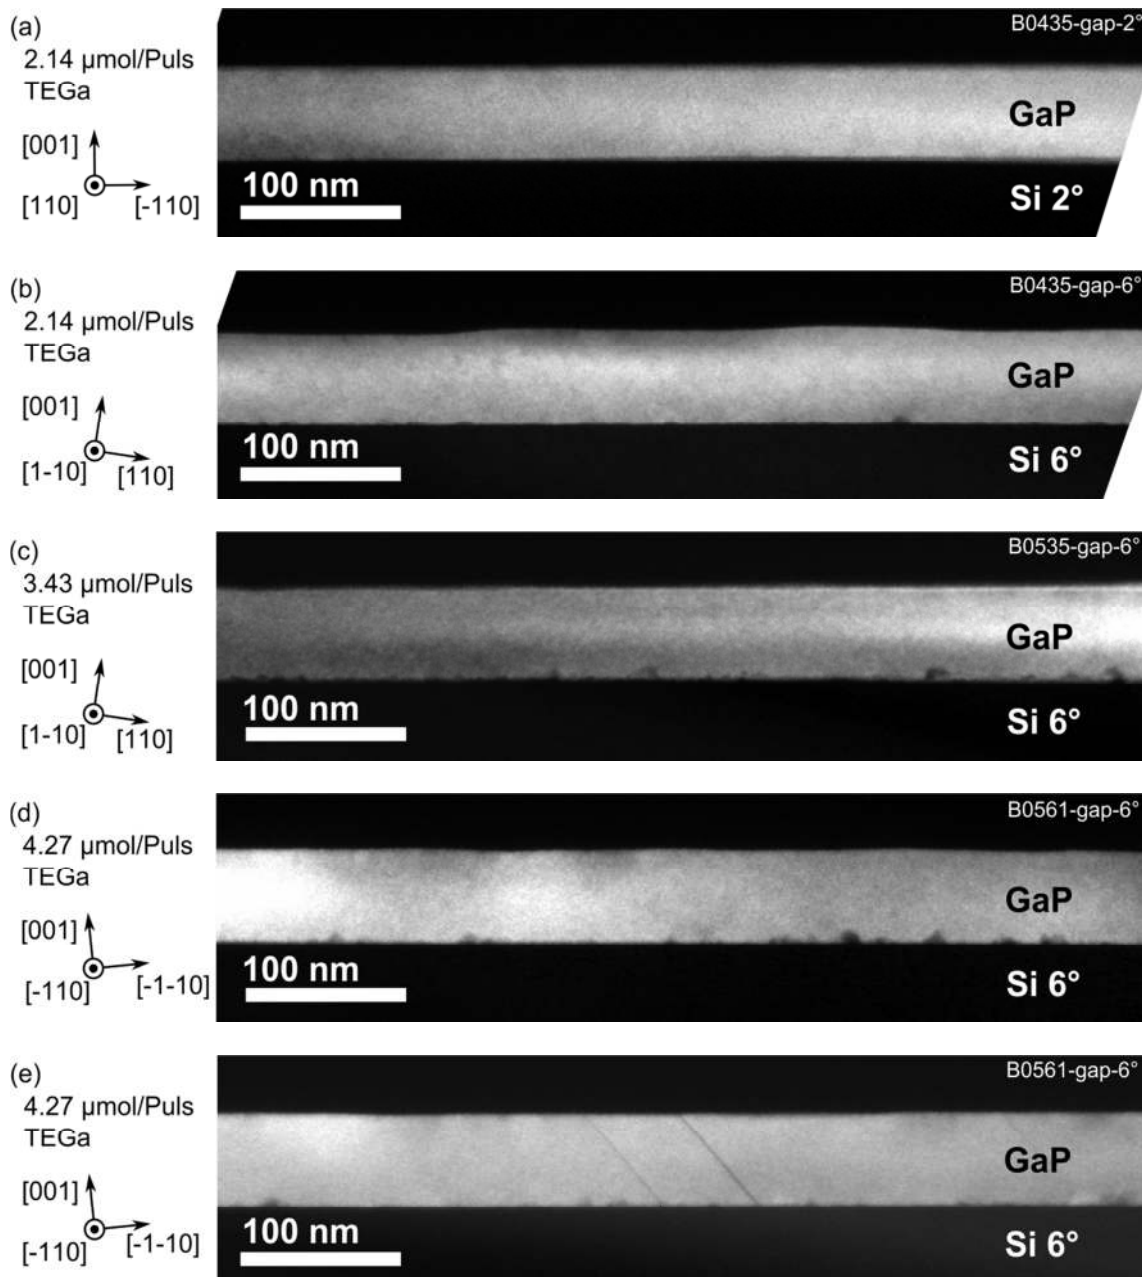 (a)
2.14 µmol/Puls
TEGa
[001]
[110]
[-110]
B0435-gap-2°
GaP
100 nm
Si 2°
(b)
2.14 µmol/Puls
TEGa
[001]
[1-10]
[110]
B0435-gap-6°
GaP
100 nm
Si 6°
(c)
3.43 µmol/Puls
TEGa
[001]
[1-10]
[110]
B0535-gap-6°
GaP
100 nm
Si 6°
(d)
4.27 µmol/Puls
TEGa
[001]
[-110]
[-1-10]
B0561-gap-6°
GaP
100 nm
Si 6°
(e)
4.27 µmol/Puls
TEGa
[001]
[-110]
[-1-10]
B0561-gap-6°
GaP
100 nm
Si 6°